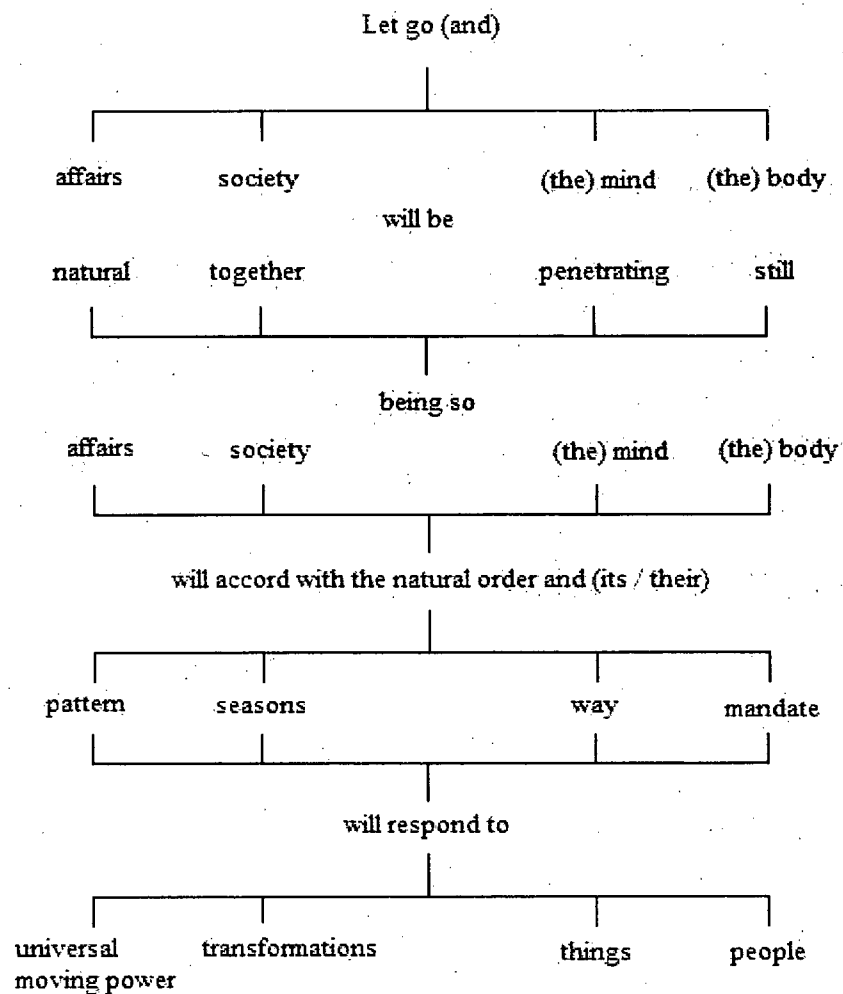 Let go (and)
affairs society (the) mind (the) body
will be
natural together penetrating still
being so
affairs society (the) mind (the) body
will accord with the natural order and (its / their)
pattern seasons way mandate
will respond to
universal transformations things people
moving power